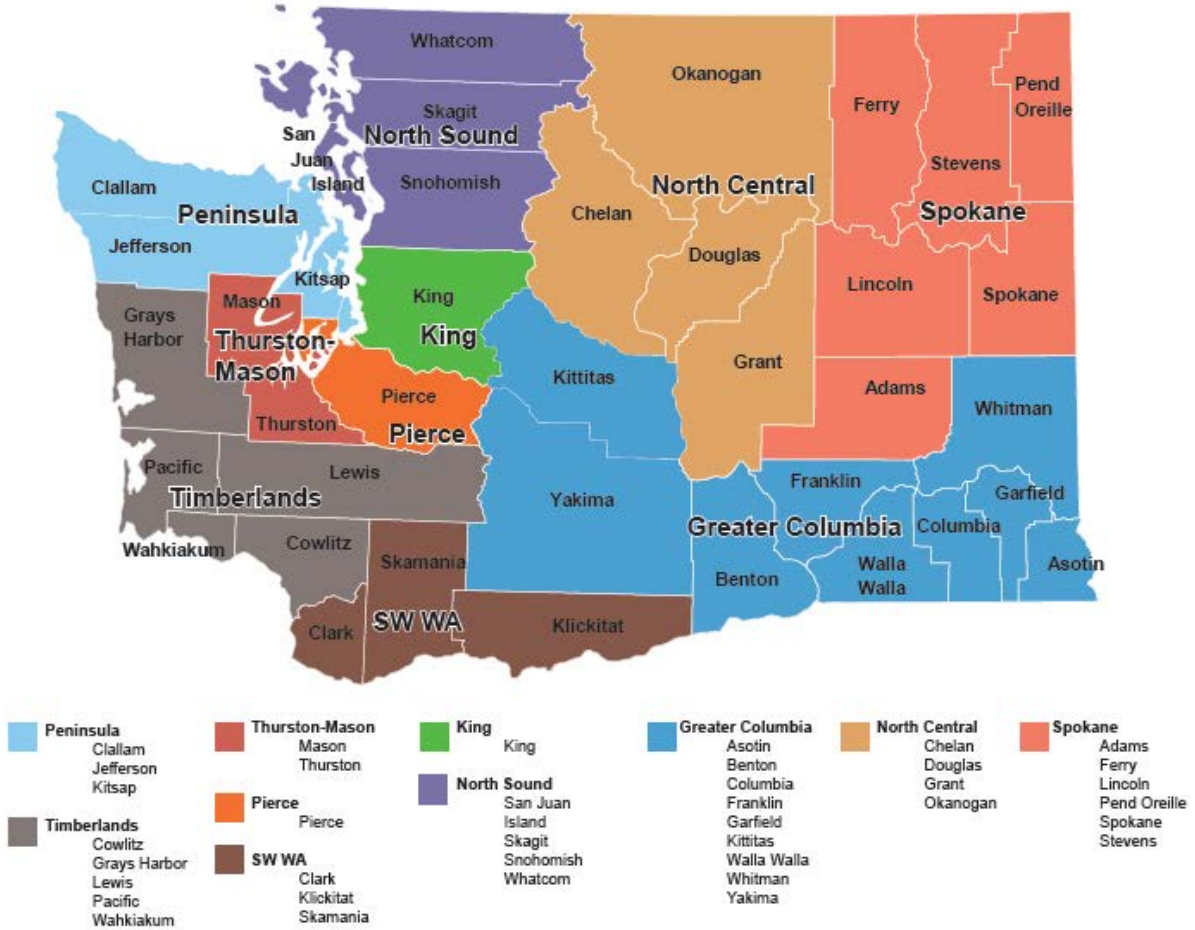 Whatcom
Okanogan
Pend
Oreille
Ferry
Skagit
North Sound
San
Juan
Island
Stevens
Snohomish
Clallam
North Central
Chelan
Peninsula
Spokane
Jefferson
Douglas
Kitsap
Lincoln
Spokane
Mason
King
Grays
Harbor
King
Thurston-
Mason
Grant
Kittitas
Adams
Pierce
Whitman
Thurston
Pierce
Pacific
Lewis
Franklin
Timberlands
Yakima
Garfield
Greater Columbia
Columbia
Wahkiakum
Cowlitz
Skamania
Walla
Walla
Asotin
Benton
SW WA
Clark
Klickitat
Peninsula
Clallam
Jefferson
Kitsap
Timberlands
Cowlitz
Grays Harbor
Lewis
Pacific
Wahkiakum
Thurston-Mason
Mason
Thurston
Pierce
Pierce
SW WA
Clark
Klickitat
Skamania
King
King
North Sound
San Juan
Island
Skagit
Snohomish
Whatcom
Greater Columbia
Asotin
Benton
Columbia
Franklin
Garfield
Kittitas
Walla Walla
Whitman
Yakima
North Central
Chelan
Douglas
Grant
Okanogan
Spokane
Adams
Ferry
Lincoln
Pend Oreille
Spokane
Stevens